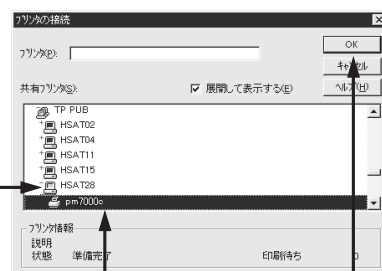 プリンタの接続
プリンタ(P):
OK
キャンセル
共有プリンタ(S):
展開して表示する(E)
ヘルプ(H)
TP PUB
HSAT02
HSAT04
HSAT11
HSAT15
HSAT28
pm7000c
プリンタ情報
説明
状態 準備完了 印刷待ち 0